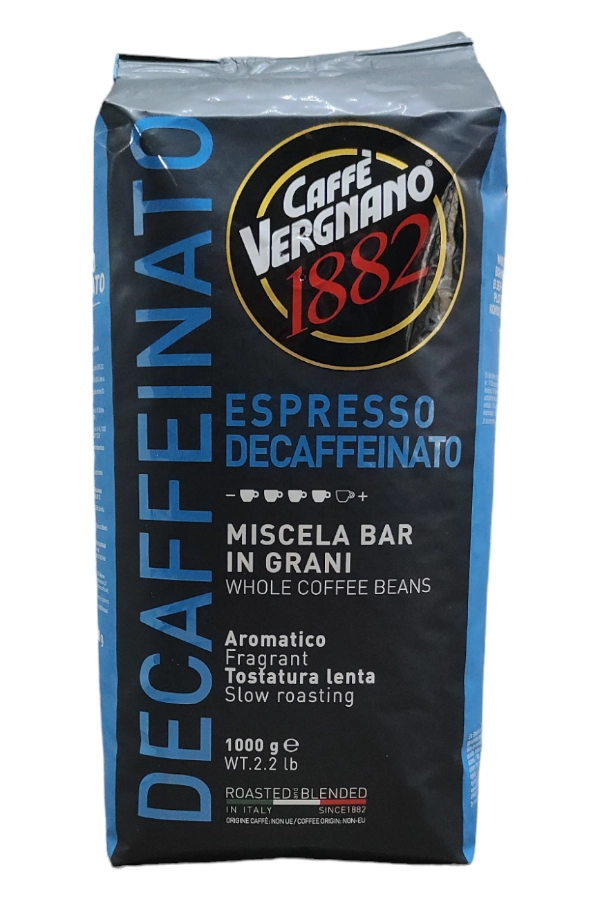 DECAFFEINATO
CAFFÈ
VERGNANO®
1882
ESPRESSO
DECAFFEINATO
- +
MISCELA BAR
IN GRANI
WHOLE COFFEE BEANS
Aromatico
Fragrant
Tostatura lenta
Slow roasting
1000 g e
WT.2.2 lb
ROASTED and BLENDED
IN ITALY SINCE1882
ORIGINE CAFFÈ: NON UE / COFFEE ORIGIN: NON-EU